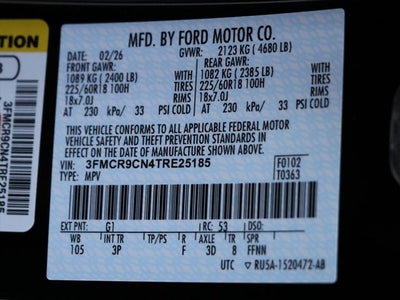 TION
3FMCR9CN4TRE25185
MFD. BY FORD MOTOR CO.
DATE: 02/26 GVWR: 2123 KG ( 4680 LB)
FRONT GAWR: REAR GAWR:
1089 KG ( 2400 LB) WITH 1082 KG ( 2385 LB) WITH
225/60R18 100H TIRES 225/60R18 100H TIRES
18x7.0J RIMS 18x7.0J RIMS
AT 230 kPa/ 33 PSI COLD AT 230 kPa/ 33 PSI COLD
THIS VEHICLE CONFORMS TO ALL APPLICABLE FEDERAL MOTOR
VEHICLE SAFETY AND THEFT PREVENTION STANDARDS IN
EFFECT ON THE DATE OF MANUFACTURE SHOWN ABOVE.
VIN: 3FMCR9CN4TRE25185 F0102
TYPE: MPV T0363
EXT PNT: G1 RC: 53 DSO:
WB INT TR TP/PS R AXLE TR SPR
105 3P F 3D 8 FFNN
UTC RU5A-1520472-AB